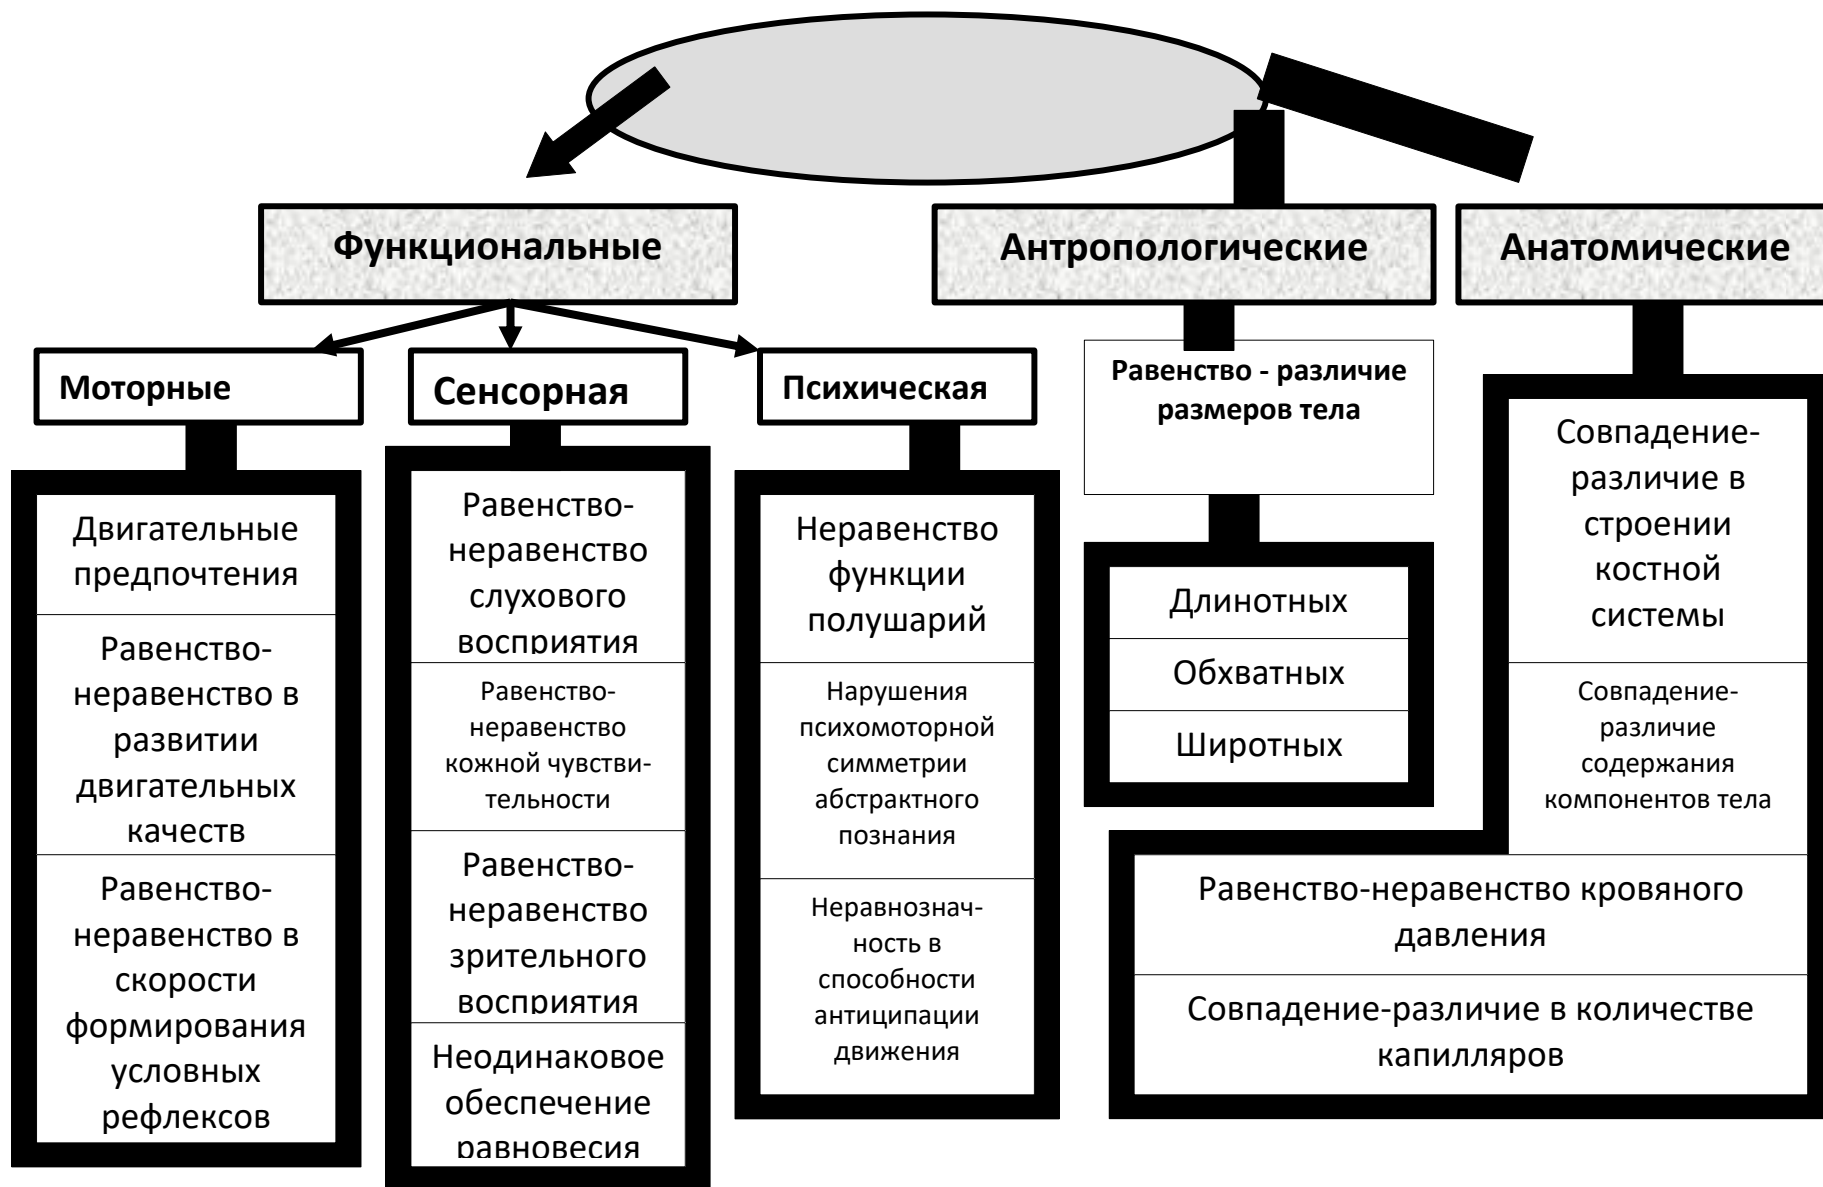 Функциональные
Антропологические
Анатомические
Моторные
Сенсорная
Психическая
Равенство - различие
размеров тела
Двигательные
предпочтения
Равенство-
неравенство в
развитии
двигательных
качеств
Равенство-
неравенство в
скорости
формирования
условных
рефлексов
Равенство-
неравенство
слухового
восприятия
Равенство-
неравенство
кожной чувстви-
тельности
Равенство-
неравенство
зрительного
восприятия
Неодинаковое
обеспечение
равновесия
Неравенство
функции
полушарий
Нарушения
психомоторной
симметрии
абстрактного
познания
Неравнознач-
ность в
способности
антиципации
движения
Длинотных
Обхватных
Широтных
Совпадение-
различие в
строении
костной
системы
Совпадение-
различие
содержания
компонентов тела
Равенство-неравенство кровяного
давления
Совпадение-различие в количестве
капилляров